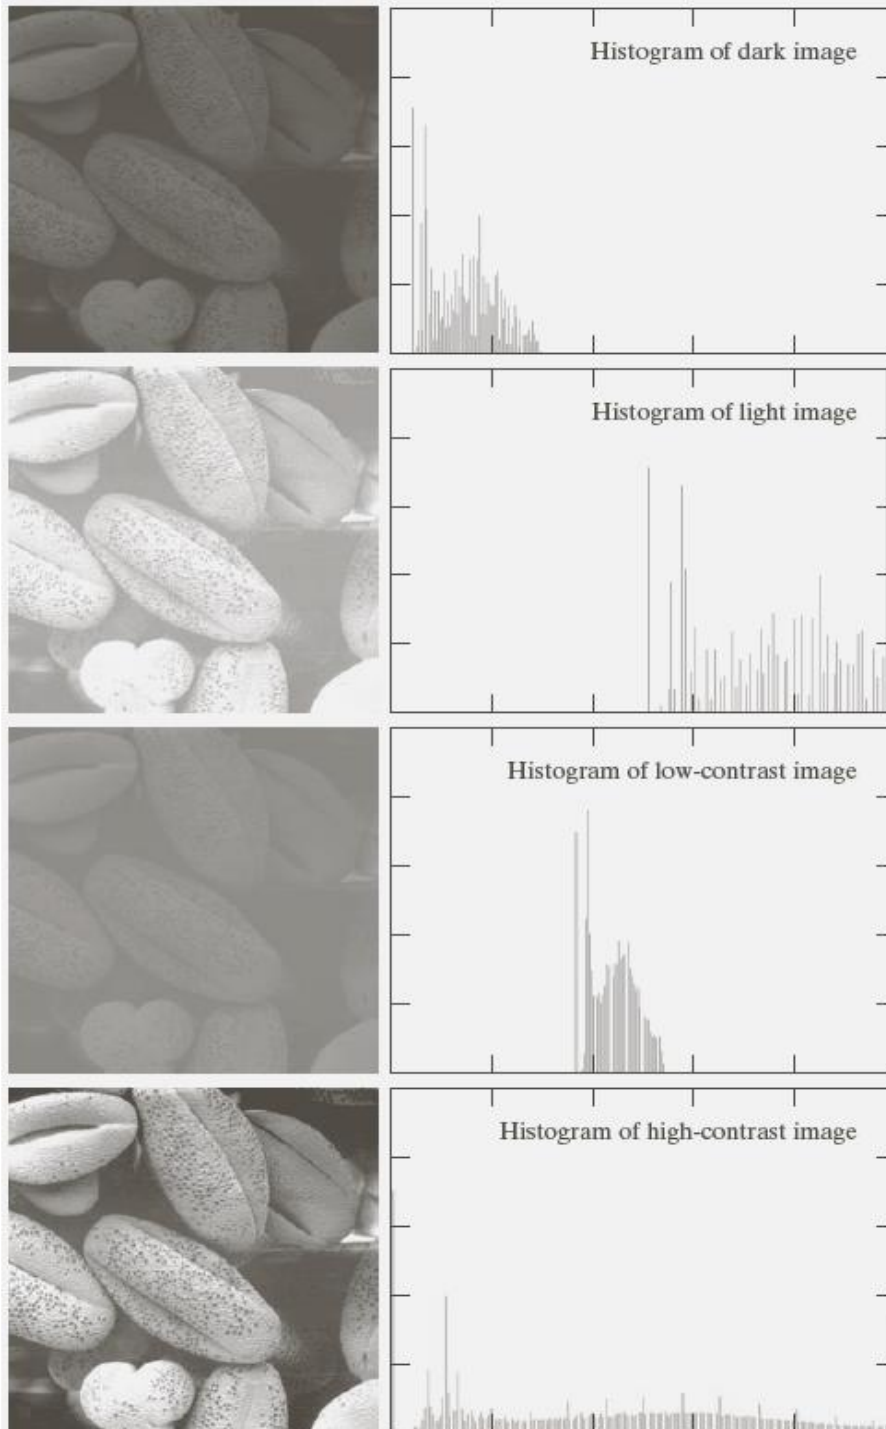 Histogram of dark image
Histogram of light image
Histogram of low-contrast image
Histogram of high-contrast image